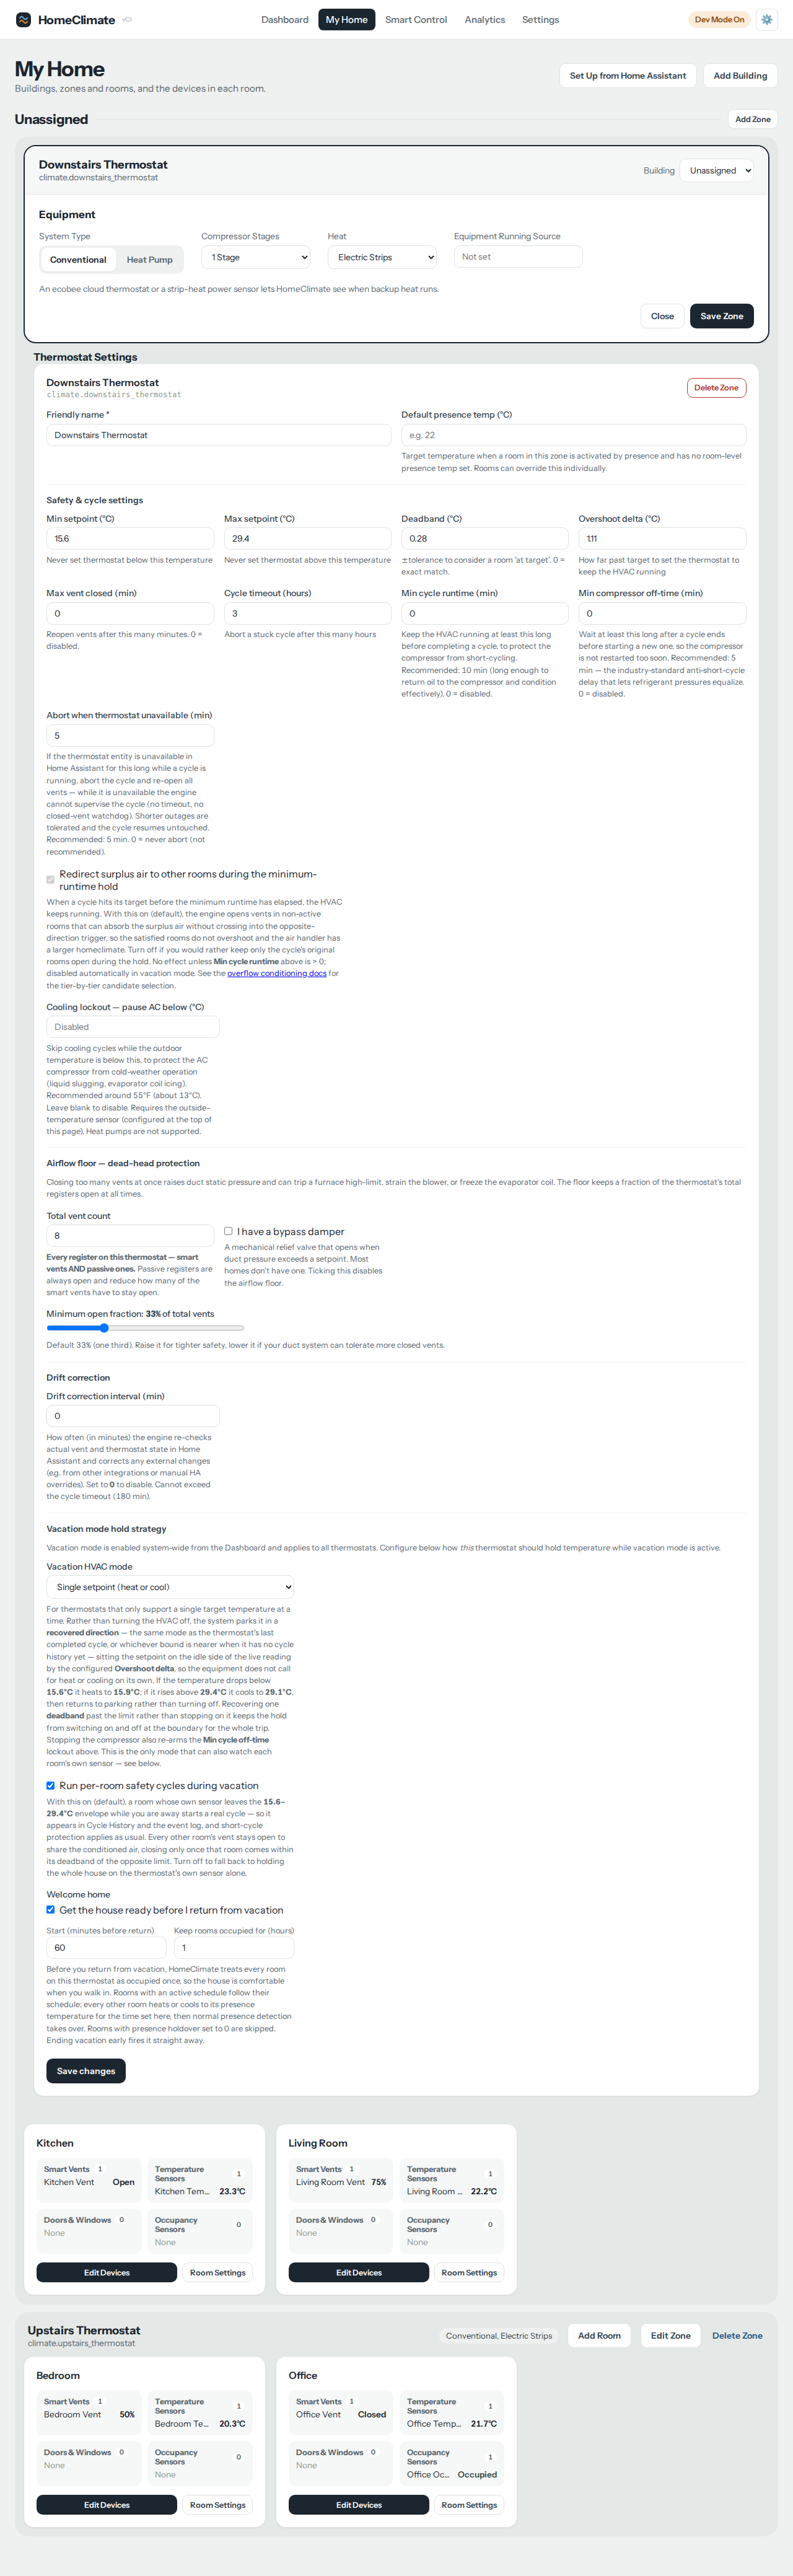 HomeClimate vCI
Dashboard
My Home
Smart Control
Analytics
Settings
Dev Mode On
My Home
Buildings, zones and rooms, and the devices in each room.
Set Up from Home Assistant
Add Building
Unassigned
Add Zone
Downstairs Thermostat
climate.downstairs_thermostat
Building
Unassigned
Equipment
System Type
Conventional
Heat Pump
Compressor Stages
1 Stage
Heat
Electric Strips
Equipment Running Source
Not set
An ecobee cloud thermostat or a strip-heat power sensor lets HomeClimate see when backup heat runs.
Close
Save Zone
Thermostat Settings
Downstairs Thermostat
climate.downstairs_thermostat
Delete Zone
Friendly name *
Downstairs Thermostat
Default presence temp (°C)
e.g. 22
Target temperature when a room in this zone is activated by presence and has no room-level
presence temp set. Rooms can override this individually.
Safety & cycle settings
Min setpoint (°C)
15.6
Never set thermostat below this temperature
Max setpoint (°C)
29.4
Never set thermostat above this temperature
Deadband (°C)
0.28
±tolerance to consider a room 'at target'. 0 =
exact match.
Overshoot delta (°C)
1.11
How far past target to set the thermostat to
keep the HVAC running
Max vent closed (min)
0
Reopen vents after this many minutes. 0 =
disabled.
Cycle timeout (hours)
3
Abort a stuck cycle after this many hours
Min cycle runtime (min)
0
Keep the HVAC running at least this long
before completing a cycle, to protect the
compressor from short-cycling.
Recommended: 10 min (long enough to
return oil to the compressor and condition
effectively). 0 = disabled.
Min compressor off-time (min)
0
Wait at least this long after a cycle ends
before starting a new one, so the compressor
is not restarted too soon. Recommended: 5
min — the industry-standard anti-short-cycle
delay that lets refrigerant pressures equalize.
0 = disabled.
Abort when thermostat unavailable (min)
5
If the thermostat entity is unavailable in
Home Assistant for this long while a cycle is
running, abort the cycle and re-open all
vents — while it is unavailable the engine
cannot supervise the cycle (no timeout, no
closed-vent watchdog). Shorter outages are
tolerated and the cycle resumes untouched.
Recommended: 5 min. 0 = never abort (not
recommended).
Redirect surplus air to other rooms during the minimum-
runtime hold
When a cycle hits its target before the minimum runtime has elapsed, the HVAC
keeps running. With this on (default), the engine opens vents in non-active
rooms that can absorb the surplus air without crossing into the opposite-
direction trigger, so the satisfied rooms do not overshoot and the air handler has
a larger homeclimate. Turn off if you would rather keep only the cycle's original
rooms open during the hold. No effect unless Min cycle runtime above is > 0;
disabled automatically in vacation mode. See the overflow conditioning docs for
the tier-by-tier candidate selection.
Cooling lockout — pause AC below (°C)
Disabled
Skip cooling cycles while the outdoor
temperature is below this, to protect the AC
compressor from cold-weather operation
(liquid slugging, evaporator coil icing).
Recommended around 55°F (about 13°C).
Leave blank to disable. Requires the outside-
temperature sensor (configured at the top of
this page). Heat pumps are not supported.
Airflow floor — dead-head protection
Closing too many vents at once raises duct static pressure and can trip a furnace high-limit, strain the blower, or freeze the evaporator coil. The floor keeps a fraction of the thermostat's total
registers open at all times.
Total vent count
8
Every register on this thermostat — smart
vents AND passive ones. Passive registers are
always open and reduce how many of the
smart vents have to stay open.
I have a bypass damper
A mechanical relief valve that opens when
duct pressure exceeds a setpoint. Most
homes don't have one. Ticking this disables
the airflow floor.
Minimum open fraction: 33% of total vents
Default 33% (one third). Raise it for tighter safety, lower it if your duct system can tolerate more closed vents.
Drift correction
Drift correction interval (min)
0
How often (in minutes) the engine re-checks
actual vent and thermostat state in Home
Assistant and corrects any external changes
(e.g. from other integrations or manual HA
overrides). Set to 0 to disable. Cannot exceed
the cycle timeout (180 min).
Vacation mode hold strategy
Vacation mode is enabled system-wide from the Dashboard and applies to all thermostats. Configure below how this thermostat should hold temperature while vacation mode is active.
Vacation HVAC mode
Single setpoint (heat or cool)
For thermostats that only support a single target temperature at a
time. Rather than turning the HVAC off, the system parks it in a
recovered direction — the same mode as the thermostat's last
completed cycle, or whichever bound is nearer when it has no cycle
history yet — sitting the setpoint on the idle side of the live reading
by the configured Overshoot delta, so the equipment does not call
for heat or cooling on its own. If the temperature drops below
15.6°C it heats to 15.9°C; if it rises above 29.4°C it cools to 29.1°C,
then returns to parking rather than turning off. Recovering one
deadband past the limit rather than stopping on it keeps the hold
from switching on and off at the boundary for the whole trip.
Stopping the compressor also re-arms the Min cycle off-time
lockout above. This is the only mode that can also watch each
room's own sensor — see below.
Run per-room safety cycles during vacation
With this on (default), a room whose own sensor leaves the 15.6–
29.4°C envelope while you are away starts a real cycle — so it
appears in Cycle History and the event log, and short-cycle
protection applies as usual. Every other room's vent stays open to
share the conditioned air, closing only once that room comes within
its deadband of the opposite limit. Turn off to fall back to holding
the whole house on the thermostat's own sensor alone.
Welcome home
Get the house ready before I return from vacation
Start (minutes before return)
60
Keep rooms occupied for (hours)
1
Before you return from vacation, HomeClimate treats every room
on this thermostat as occupied once, so the house is comfortable
when you walk in. Rooms with an active schedule follow their
schedule; every other room heats or cools to its presence
temperature for the time set here, then normal presence detection
takes over. Rooms with presence holdover set to 0 are skipped.
Ending vacation early fires it straight away.
Save changes
Kitchen
Smart Vents 1
Kitchen Vent Open
Temperature
Sensors 1
Kitchen Tem... 23.3°C
Doors & Windows 0
None
Occupancy
Sensors 0
None
Edit Devices
Room Settings
Living Room
Smart Vents 1
Living Room Vent 75%
Temperature
Sensors 1
Living Room ... 22.2°C
Doors & Windows 0
None
Occupancy
Sensors 0
None
Edit Devices
Room Settings
Upstairs Thermostat
climate.upstairs_thermostat
Conventional, Electric Strips
Add Room
Edit Zone
Delete Zone
Bedroom
Smart Vents 1
Bedroom Vent 50%
Temperature
Sensors 1
Bedroom Te... 20.3°C
Doors & Windows 0
None
Occupancy
Sensors 0
None
Edit Devices
Room Settings
Office
Smart Vents 1
Office Vent Closed
Temperature
Sensors 1
Office Temp... 21.7°C
Doors & Windows 0
None
Occupancy
Sensors 1
Office Oc... Occupied
Edit Devices
Room Settings